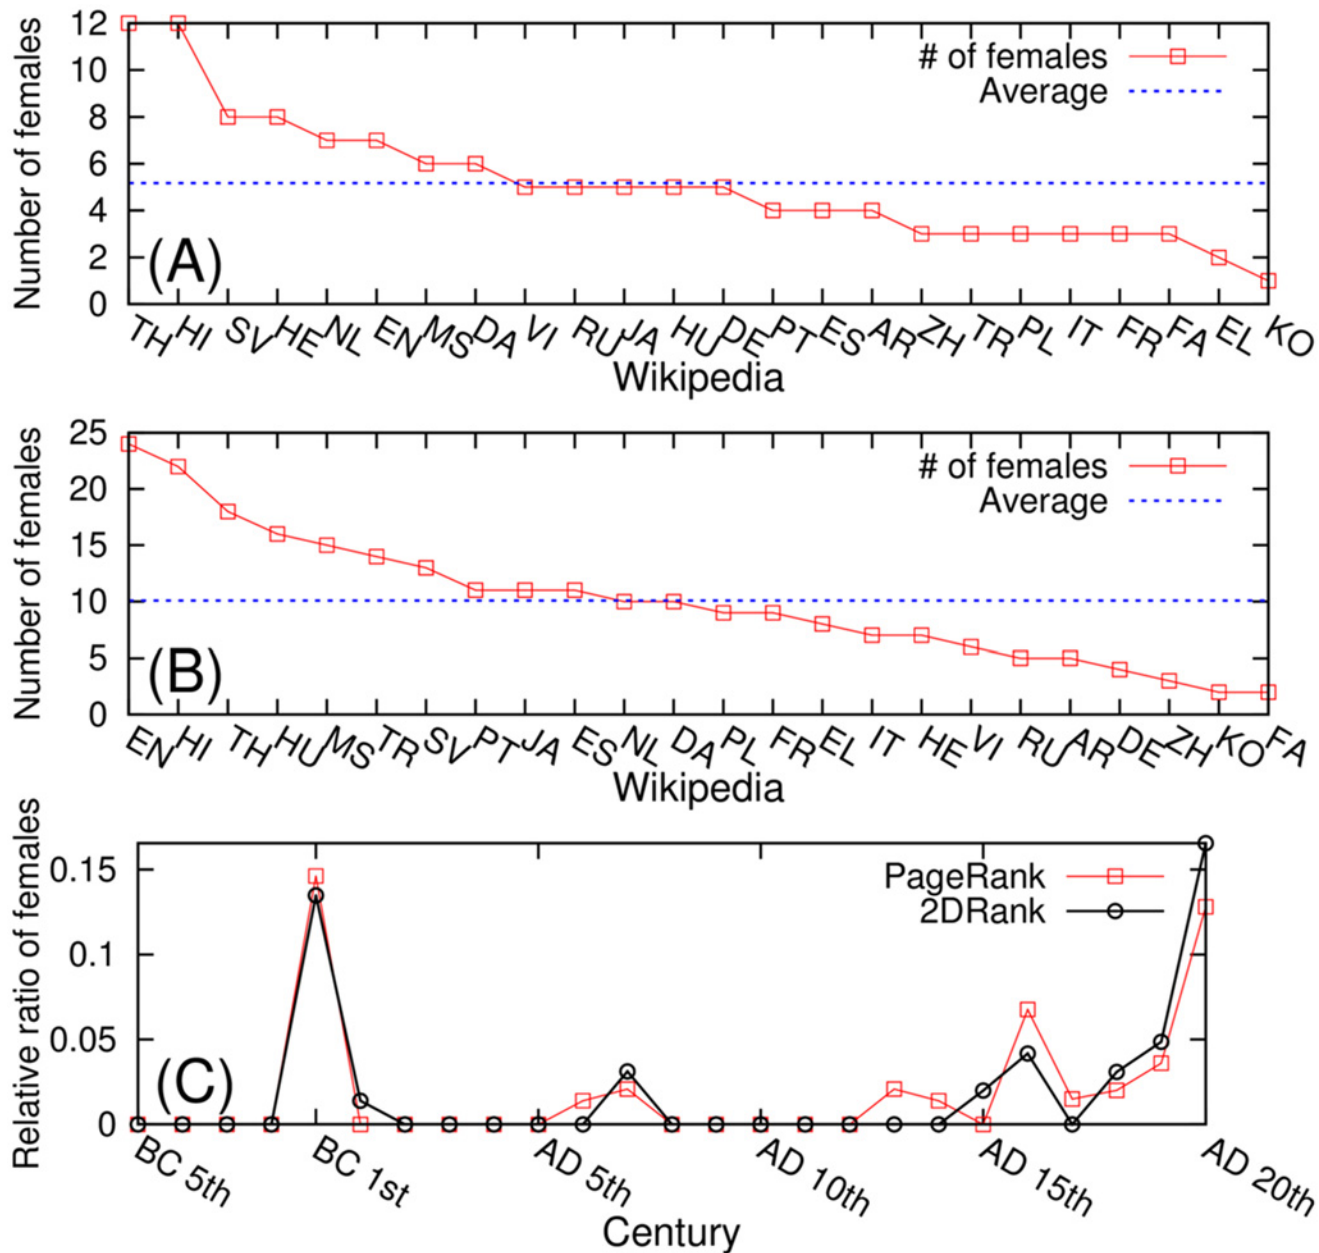 Number of females
12
10
8
6
4
2
0
# of females
Average
(A)
TH HI SV HE NL EN MS DA VI RU JA HU DE PT ES AR ZH TR PL IT FR FA EL KO
Wikipedia
Number of females
25
20
15
10
5
0
# of females
Average
(B)
EN HI TH HU MS TR SV PT JA ES NL DA PL FR EL IT HE VI RU AR DE ZH KO FA
Wikipedia
Relative ratio of females
0.15
0.1
0.05
0
PageRank
2DRank
(C)
BC 5th BC 1st AD 5th AD 10th AD 15th AD 20th
Century